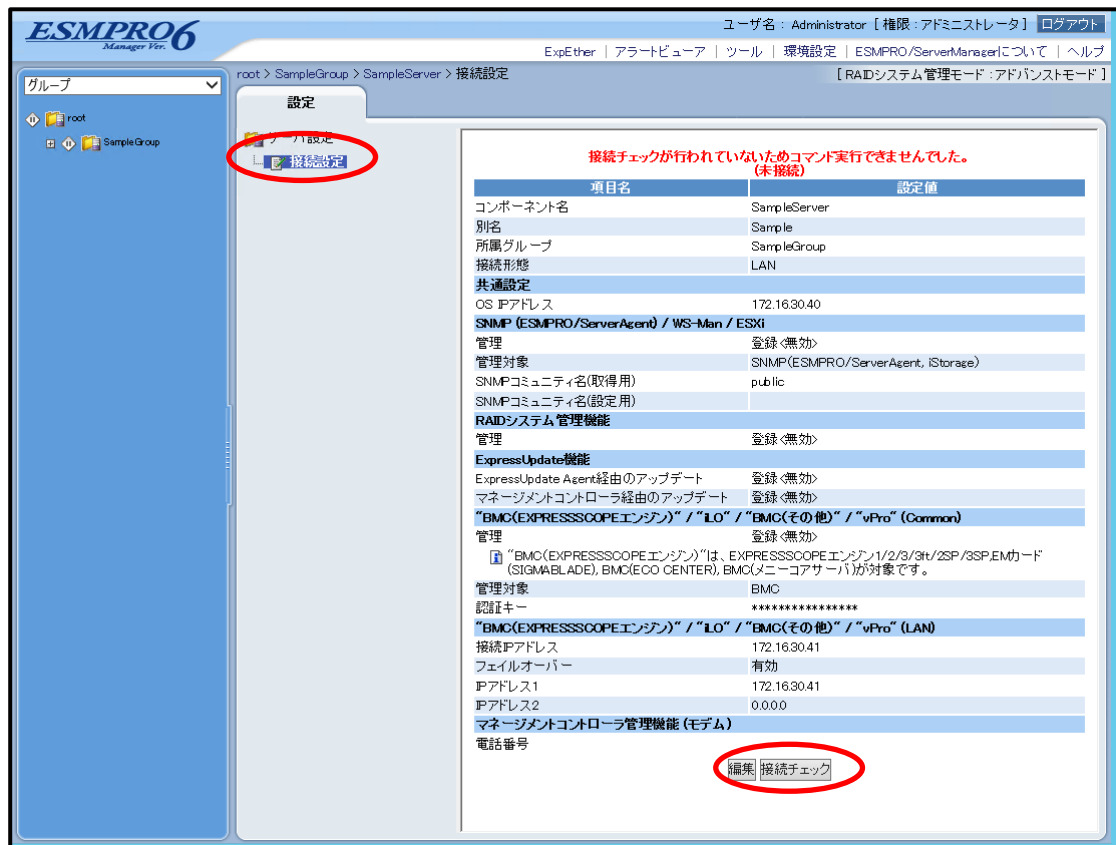 ESMPRO6
Manager Ver.
ユーザ名 : Administrator [ 権限 : アドミニストレータ ] ログアウト
ExpEther | アラートビューア | ツール | 環境設定 | ESMPRO/ServerManagerについて | ヘルプ
グループ
root
SampleGroup
root > SampleGroup > SampleServer > 接続設定
[ RAIDシステム管理モード : アドバンストモード ]
設定
サーバ設定
接続設定
接続チェックが行われていないためコマンド実行できませんでした。
(未接続)
項目名 設定値
コンポーネント名 SampleServer
別名 Sample
所属グループ SampleGroup
接続形態 LAN
共通設定
OS IPアドレス 172.16.30.40
SNMP (ESMPRO/ServerAgent) / WS-Man / ESXi
管理 登録<無効>
管理対象 SNMP(ESMPRO/ServerAgent, iStorage)
SNMPコミュニティ名(取得用) public
SNMPコミュニティ名(設定用)
RAIDシステム管理機能
管理 登録<無効>
ExpressUpdate機能
ExpressUpdate Agent経由のアップデート 登録<無効>
マネージメントコントローラ経由のアップデート 登録<無効>
"BMC(EXPRESSSCOPEエンジン)" / "iLO" / "BMC(その他)" / "vPro" (Common)
管理 登録<無効>
"BMC(EXPRESSSCOPEエンジン)"は、EXPRESSSCOPEエンジン1/2/3/3ft/2SP/3SP,EMカード
(SIGMABLADE), BMC(ECO CENTER), BMC(メニーコアサーバ)が対象です。
管理対象 BMC
認証キー ****************
"BMC(EXPRESSSCOPEエンジン)" / "iLO" / "BMC(その他)" / "vPro" (LAN)
接続IPアドレス 172.16.30.41
フェイルオーバー 有効
IPアドレス1 172.16.30.41
IPアドレス2 0.0.0.0
マネージメントコントローラ管理機能 (モデム)
電話番号
編集 接続チェック